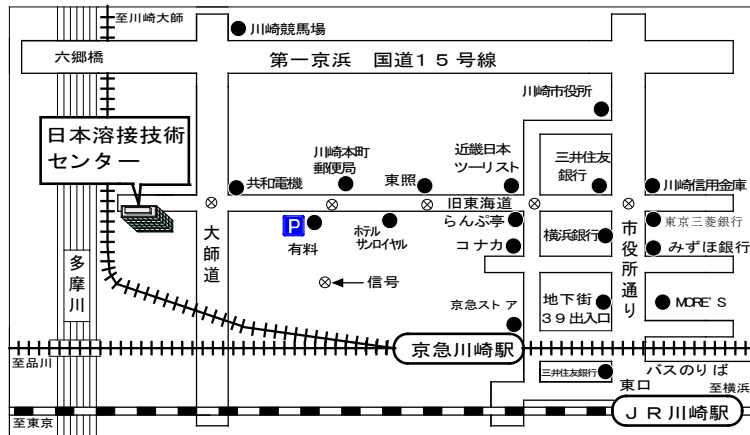 至川崎大師
川崎競馬場
六郷橋
第一京浜 国道15号線
川崎市役所
日本溶接技術
センター
川崎本町
郵便局
東照
近畿日本
ツーリスト
三井住友
銀行
共和電機
川崎信用金庫
旧東海道
P
有料
ホテル
サンロイヤル
らんぷ亭
コナカ
横浜銀行
東京三菱銀行
みずほ銀行
大師道
市役所通り
多摩川
信号
京急ストア
地下街
39出入口
MORE'S
京急川崎駅
至品川
三井住友銀行
バスのりば
東口
至横浜
JR川崎駅
至東京